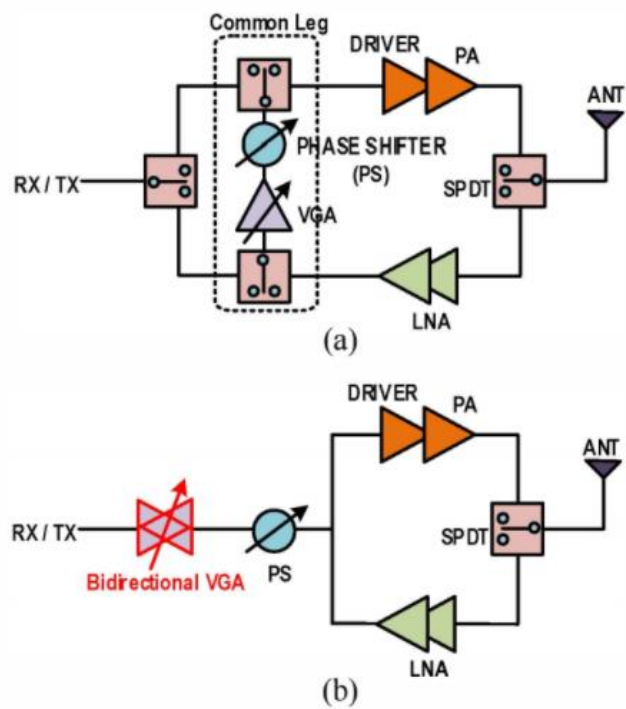 Common Leg
DRIVER
PA
ANT
PHASE SHIFTER
(PS)
RX / TX
SPDT
VGA
LNA
(a)
DRIVER
PA
ANT
RX / TX
SPDT
Bidirectional VGA
PS
LNA
(b)